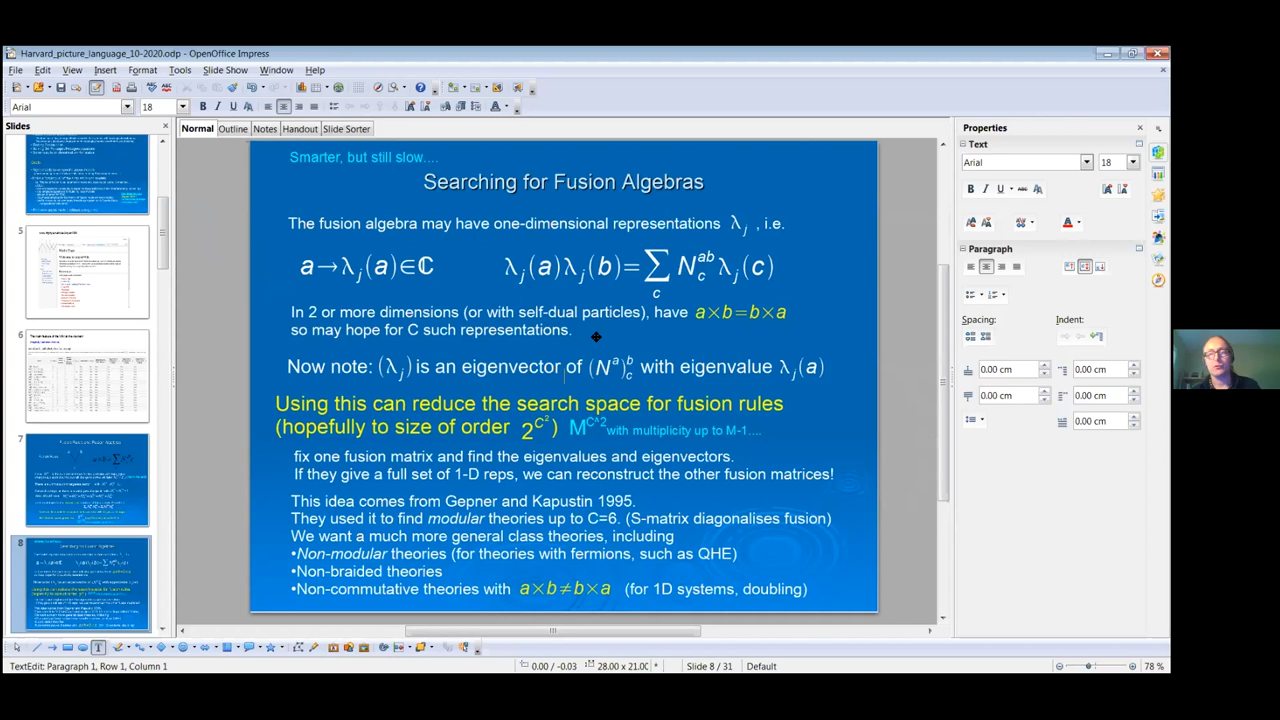 Harvard_picture_language_10-2020.odp - OpenOffice Impress
File Edit View Insert Format Tools Slide Show Window Help
Arial 18
Slides
Normal Outline Notes Handout Slide Sorter
Properties
Text
Arial 18
Paragraph
Spacing: Indent:
0.00 cm 0.00 cm
0.00 cm 0.00 cm
0.00 cm
5
6
7
8
Smarter, but still slow....
Searching for Fusion Algebras
The fusion algebra may have one-dimensional representations λ_j , i.e.
a→λ_j(a)∈ℂ λ_j(a)λ_j(b)=∑_c N_c^{ab} λ_j(c)
In 2 or more dimensions (or with self-dual particles), have a×b=b×a
so may hope for C such representations.
Now note: (λ_j) is an eigenvector of (N^a)_c^b with eigenvalue λ_j(a)
Using this can reduce the search space for fusion rules
(hopefully to size of order 2^{C^2}) M^{C^2} with multiplicity up to M-1....
fix one fusion matrix and find the eigenvalues and eigenvectors.
If they give a full set of 1-D reps, we can reconstruct the other fusion matrices!
This idea comes from Gepner and Kapustin 1995.
They used it to find modular theories up to C=6. (S-matrix diagonalises fusion)
We want a much more general class theories, including
•Non-modular theories (for theories with fermions, such as QHE)
•Non-braided theories
•Non-commutative theories with a×b≠b×a (for 1D systems, doubling)
TextEdit: Paragraph 1, Row 1, Column 1 0.00 / -0.03 28.00 x 21.00 * Slide 8 / 31 Default 78 %